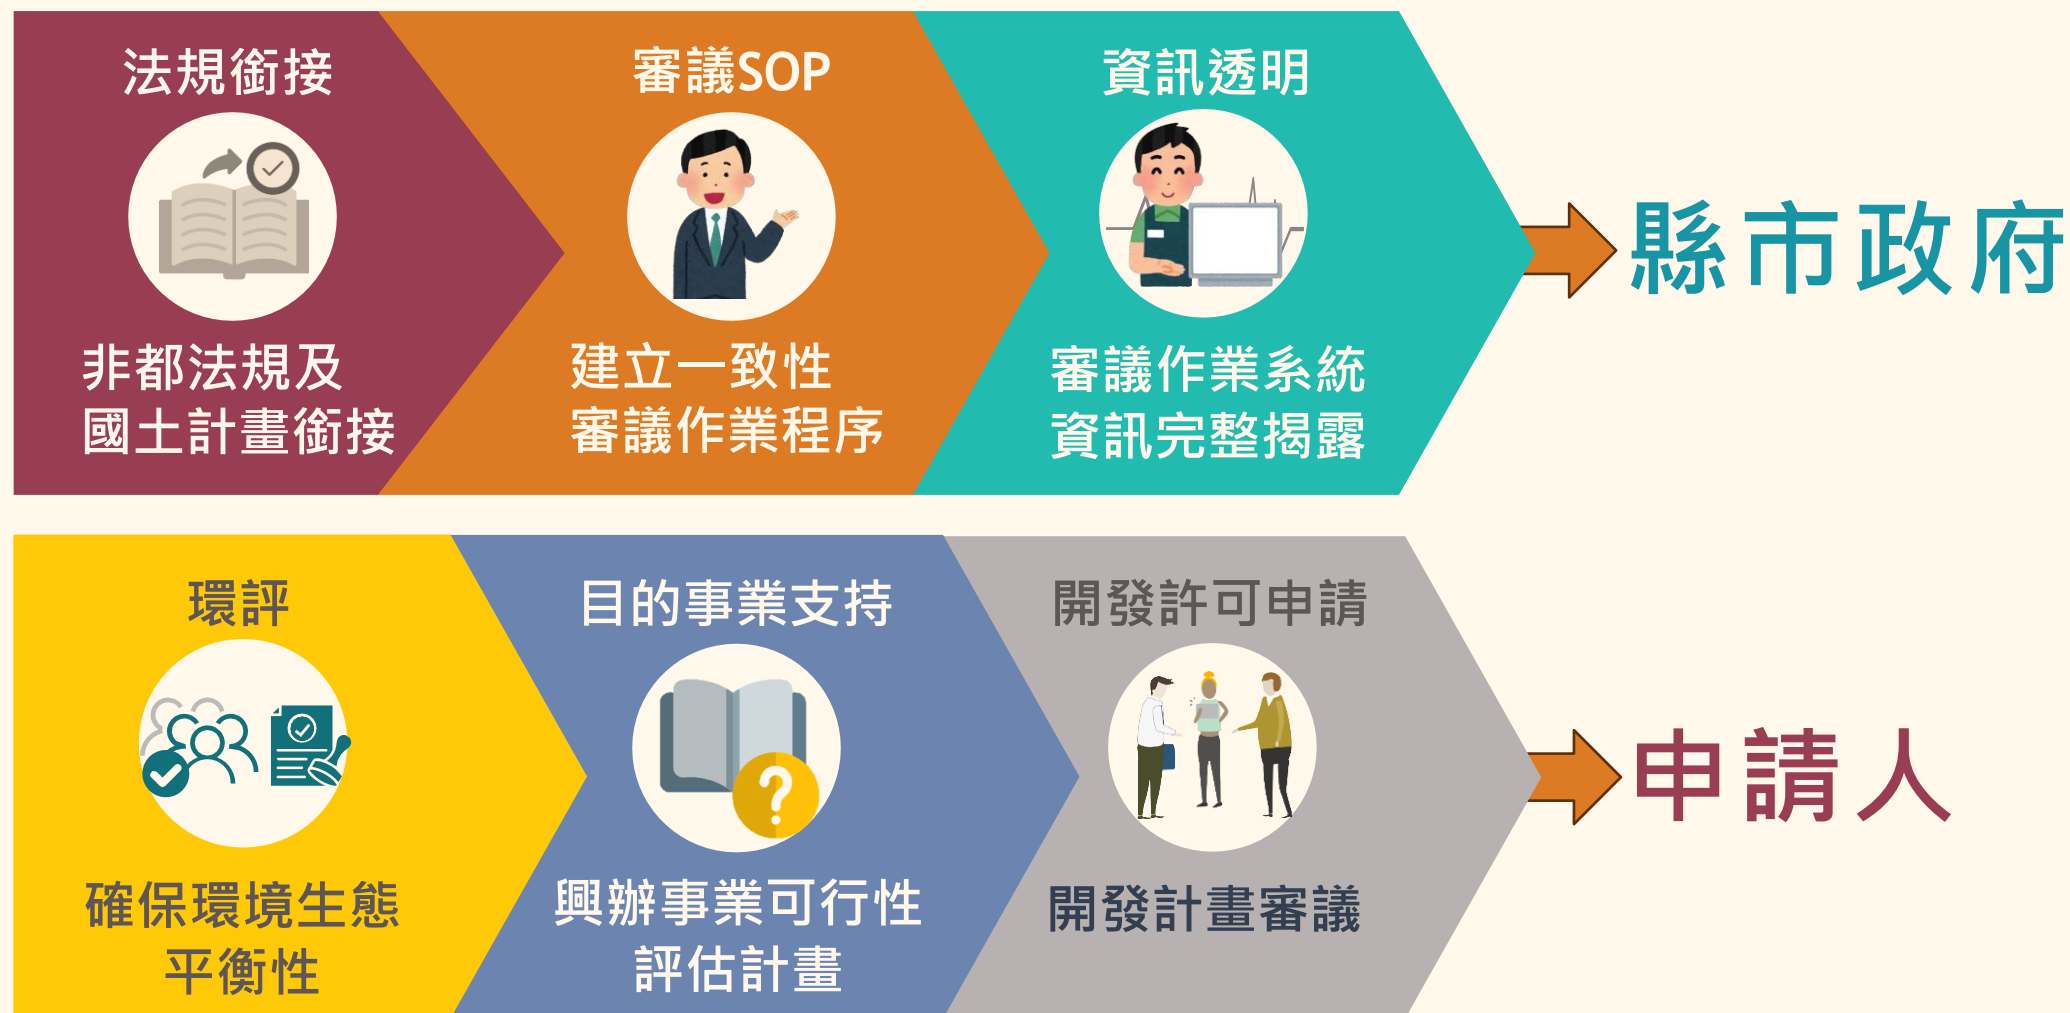 法規銜接
非都法規及
國土計畫銜接
審議SOP
建立一致性
審議作業程序
資訊透明
審議作業系統
資訊完整揭露
縣市政府
環評
確保環境生態
平衡性
目的事業支持
興辦事業可行性
評估計畫
開發許可申請
開發計畫審議
申請人